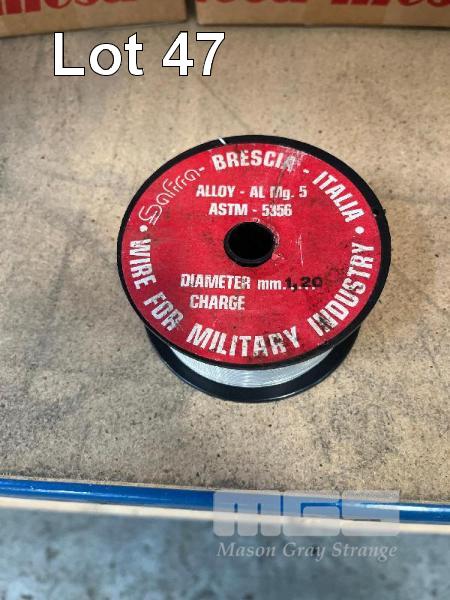 Lot 47
Safra - BRESCIA - ITALIA
ALLOY - AL Mg. 5
ASTM - 5356
DIAMETER mm. 1,20
CHARGE
• WIRE FOR MILITARY INDUSTRY •
MGS
Mason Gray Strange